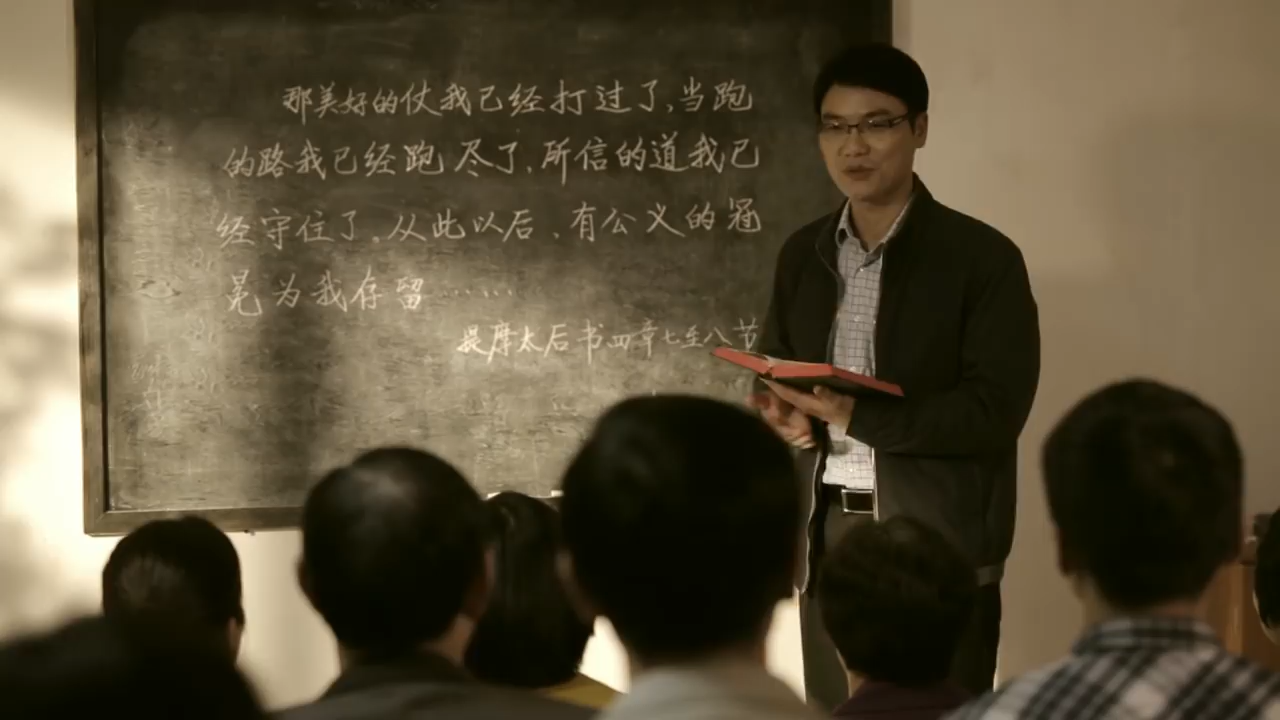 那美好的仗我已经打过了,当跑
的路我已经跑尽了,所信的道我已
经守住了。从此以后,有公义的冠
冕为我存留……
提摩太后书四章七至八节